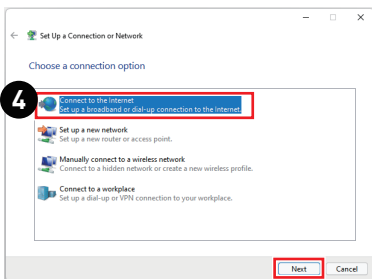 Set Up a Connection or Network
Choose a connection option
4
Connect to the Internet
Set up a broadband or dial-up connection to the Internet.
Set up a new network
Set up a new router or access point.
Manually connect to a wireless network
Connect to a hidden network or create a new wireless profile.
Connect to a workplace
Set up a dial-up or VPN connection to your workplace.
Next
Cancel